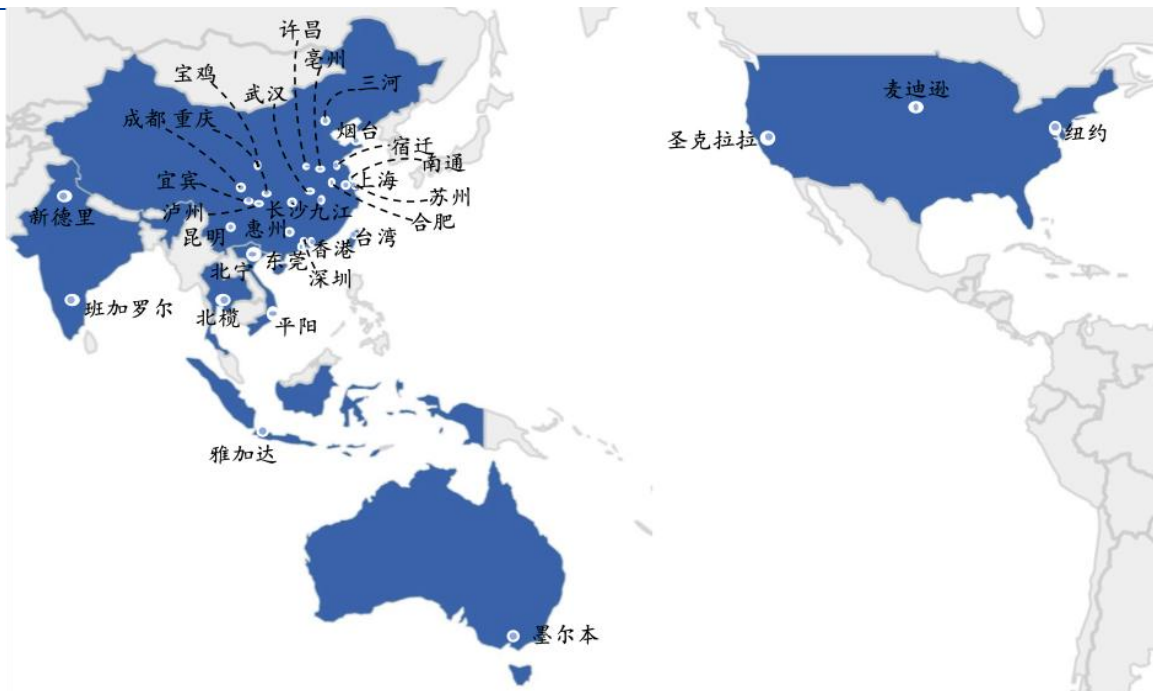 许昌
亳州
宝鸡
武汉
三河
成都 重庆
烟台
宿迁
南通
上海
苏州
合肥
宜宾
泸州
长沙 九江
新德里
昆明
惠州
香港
台湾
东莞
深圳
北宁
班加罗尔
北榄
平阳
雅加达
墨尔本
麦迪逊
圣克拉拉
纽约